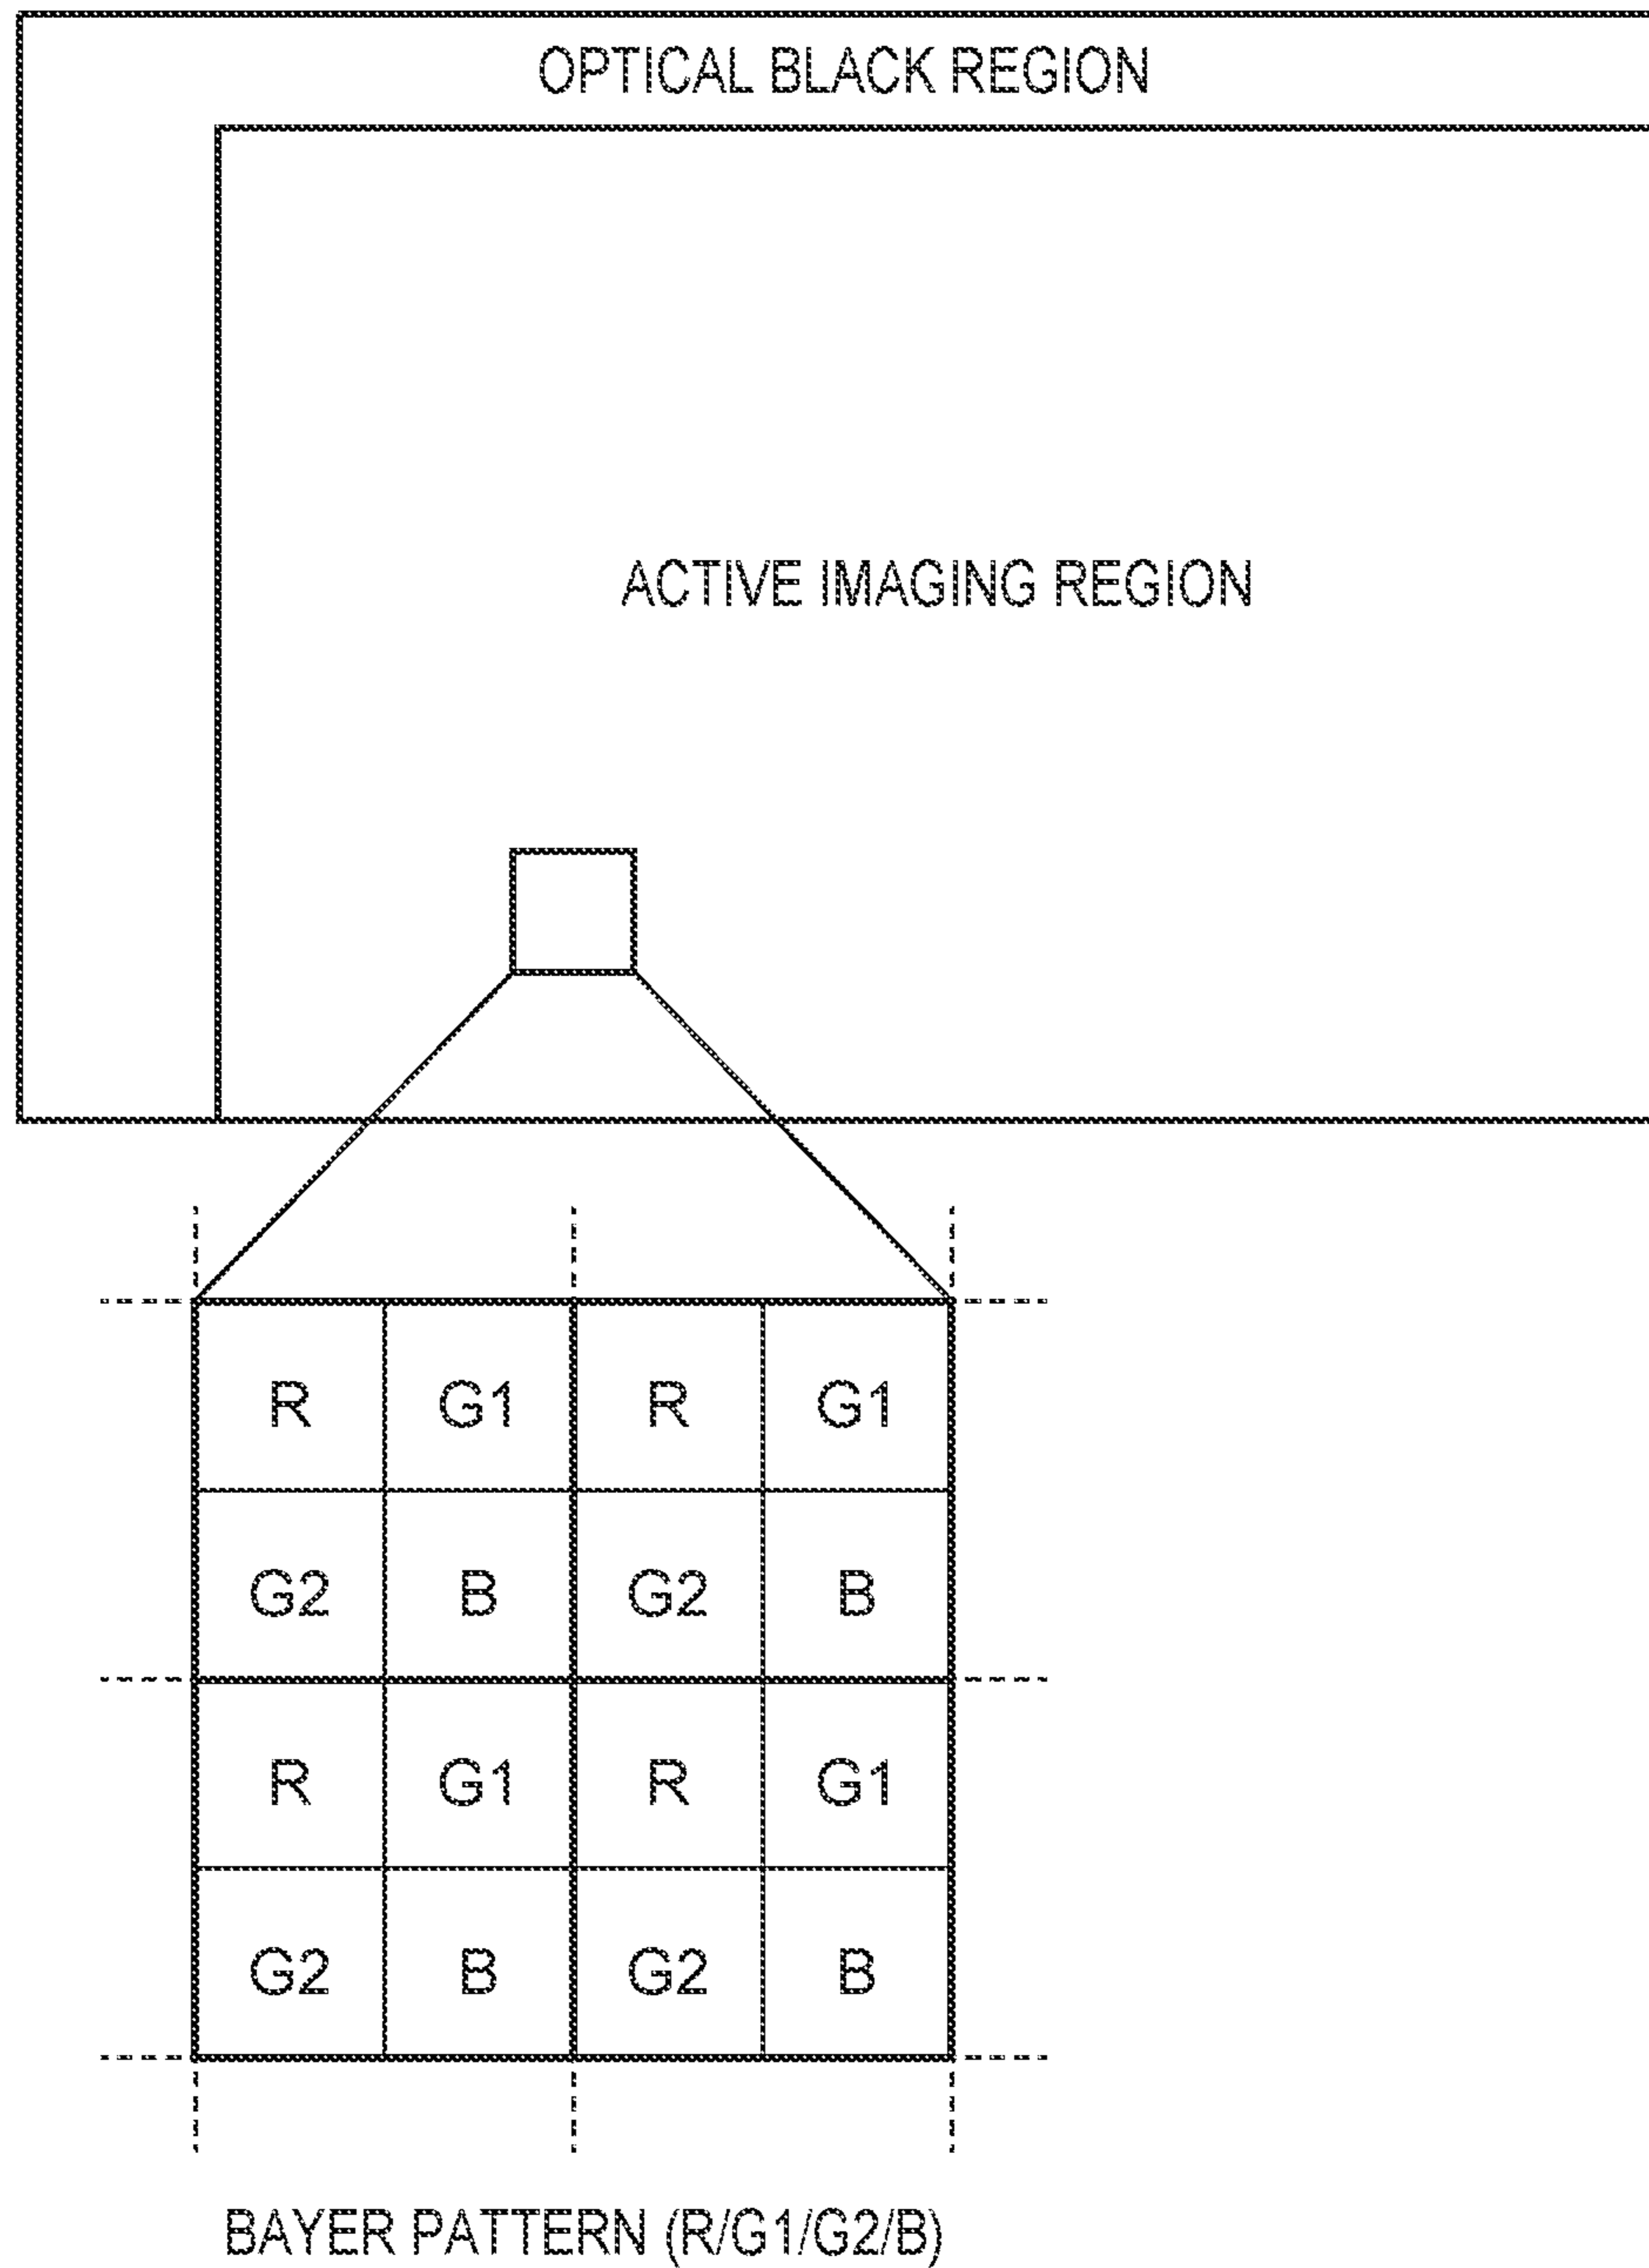 OPTICAL BLACK REGION
ACTIVE IMAGING REGION
R G1 R G1
G2 B G2 B
R G1 R G1
G2 B G2 B
BAYER PATTERN (R/G1/G2/B)